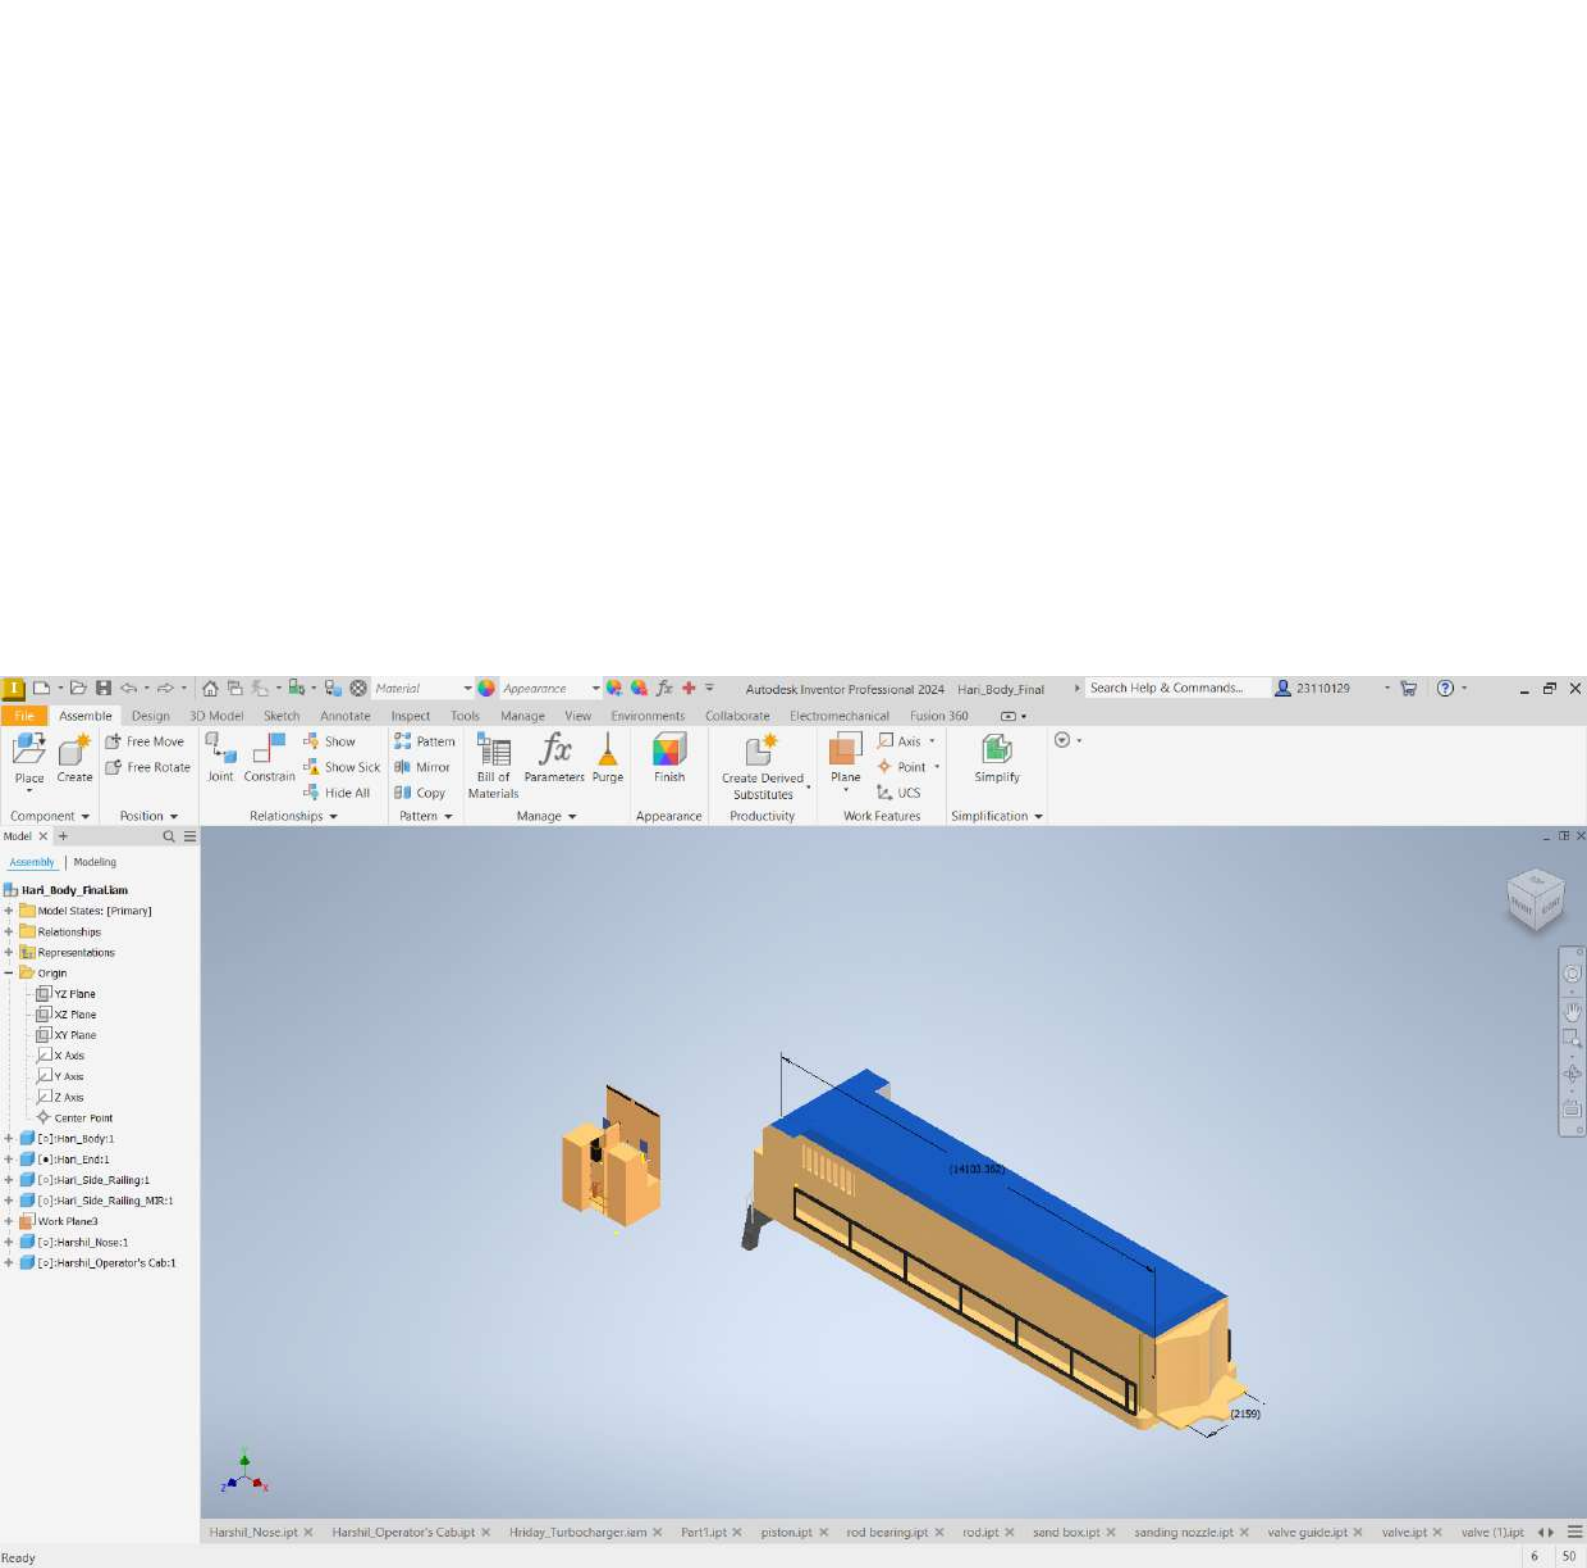 Material Appearance fx Autodesk Inventor Professional 2024 Hari_Body_Final Search Help & Commands... 23110129
File Assemble Design 3D Model Sketch Annotate Inspect Tools Manage View Environments Collaborate Electromechanical Fusion 360
Place Create Free Move Free Rotate Joint Constrain Show Show Sick Hide All Pattern Mirror Copy Bill of Materials fx Parameters Purge Finish Create Derived Substitutes Plane Axis Point UCS Simplify
Component Position Relationships Pattern Manage Appearance Productivity Work Features Simplification
Model
Assembly | Modeling
Hari_Body_Final.iam
Model States: [Primary]
Relationships
Representations
Origin
YZ Plane
XZ Plane
XY Plane
X Axis
Y Axis
Z Axis
Center Point
Hari_Body:1
Hari_End:1
Hari_Side_Railing:1
Hari_Side_Railing_MIR:1
Work Plane3
Harshil_Nose:1
Harshil_Operator's Cab:1
(14103.362)
(2159)
Y
Z X
Harshil_Nose.ipt Harshil_Operator's Cab.ipt Hriday_Turbocharger.iam Part1.ipt piston.ipt rod bearing.ipt rod.ipt sand box.ipt sanding nozzle.ipt valve guide.ipt valve.ipt valve (1).ipt
Ready 6 50